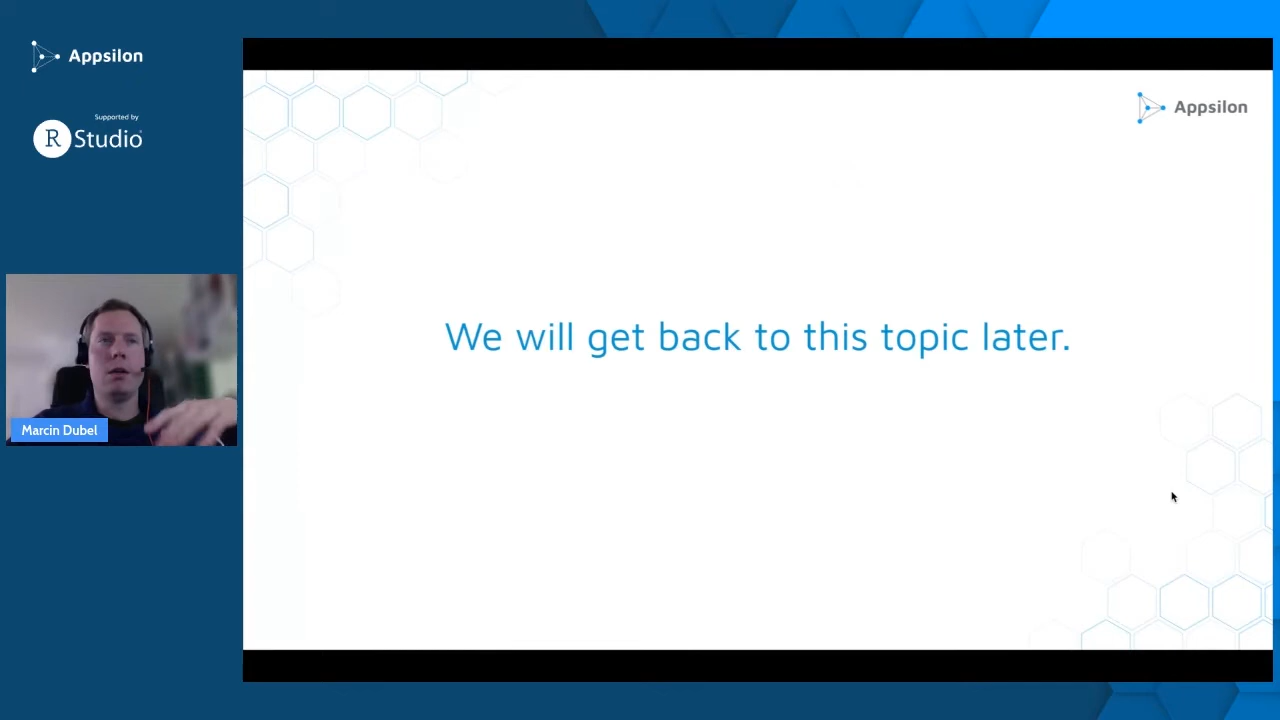 Appsilon
Supported by
R Studio
Appsilon
We will get back to this topic later.
Marcin Dubel